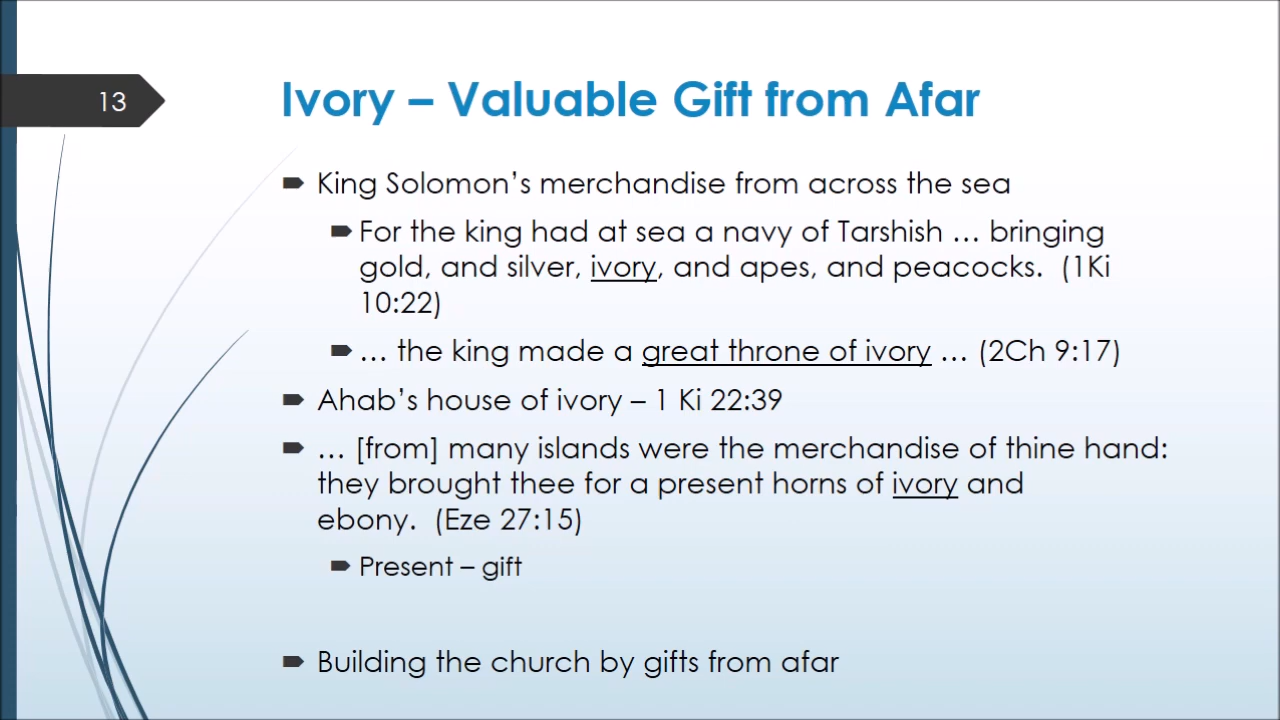 13
Ivory – Valuable Gift from Afar
King Solomon’s merchandise from across the sea
For the king had at sea a navy of Tarshish … bringing
gold, and silver, ivory, and apes, and peacocks.  (1Ki
10:22)
… the king made a great throne of ivory … (2Ch 9:17)
Ahab’s house of ivory – 1 Ki 22:39
… [from] many islands were the merchandise of thine hand:
they brought thee for a present horns of ivory and
ebony.  (Eze 27:15)
Present – gift
Building the church by gifts from afar